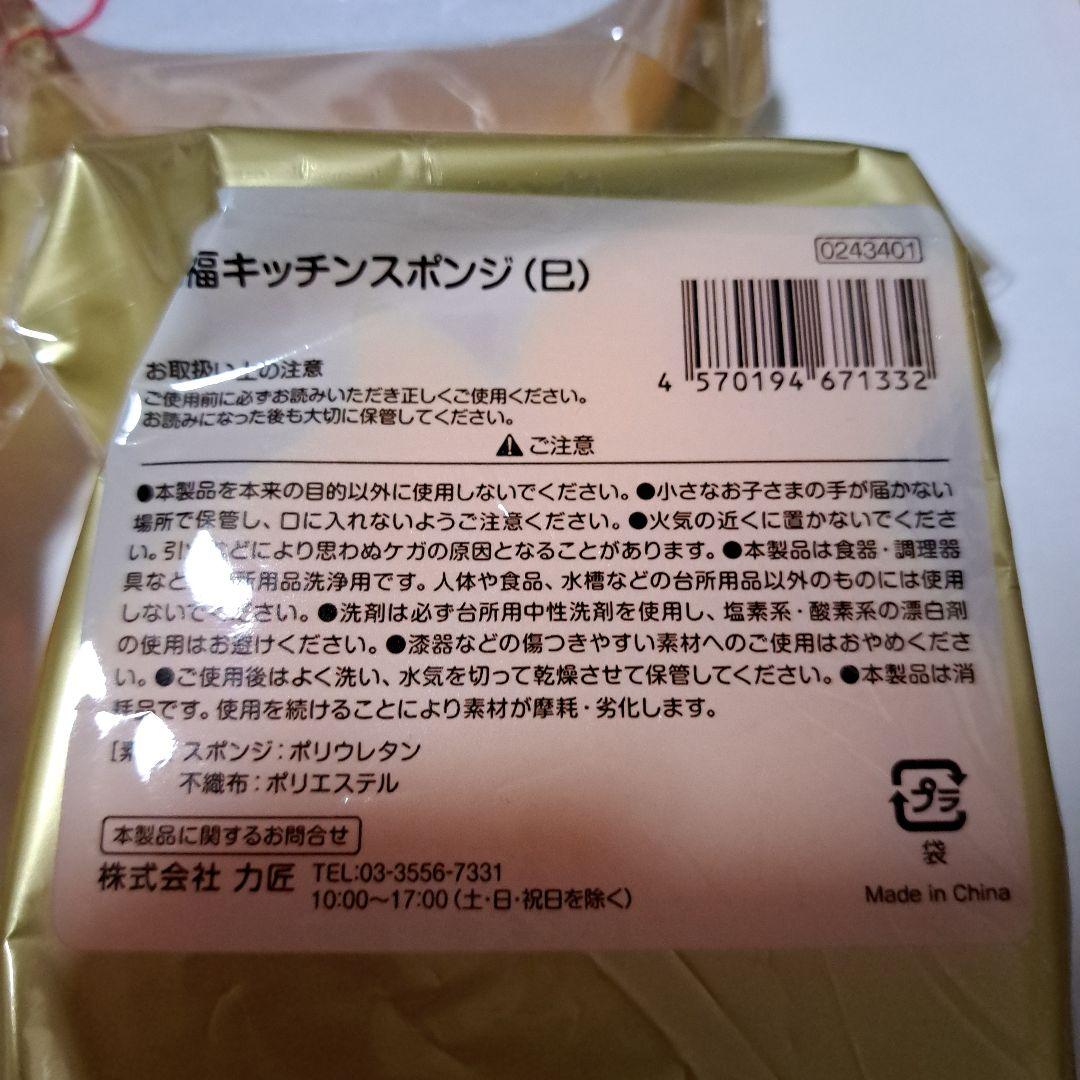 福キッチンスポンジ（巳）
0243401
4 570194 671332
お取扱い上の注意
ご使用前に必ずお読みいただき正しくご使用ください。
お読みになった後も大切に保管してください。
ご注意
●本製品を本来の目的以外に使用しないでください。●小さなお子さまの手が届かない
場所で保管し、口に入れないようご注意ください。●火気の近くに置かないでくださ
い。引火などにより思わぬケガの原因となることがあります。●本製品は食器・調理器
具など 所用品洗浄用です。人体や食品、水槽などの台所用品以外のものには使用
しないでください。●洗剤は必ず台所用中性洗剤を使用し、塩素系・酸素系の漂白剤
の使用はお避けください。●漆器などの傷つきやすい素材へのご使用はおやめくださ
い。●ご使用後はよく洗い、水気を切って乾燥させて保管してください。●本製品は消
耗品です。使用を続けることにより素材が摩耗・劣化します。
[素 スポンジ：ポリウレタン
不織布：ポリエステル
プラ
袋
本製品に関するお問合せ
株式会社 力匠 TEL:03-3556-7331
10:00〜17:00（土・日・祝日を除く）
Made in China